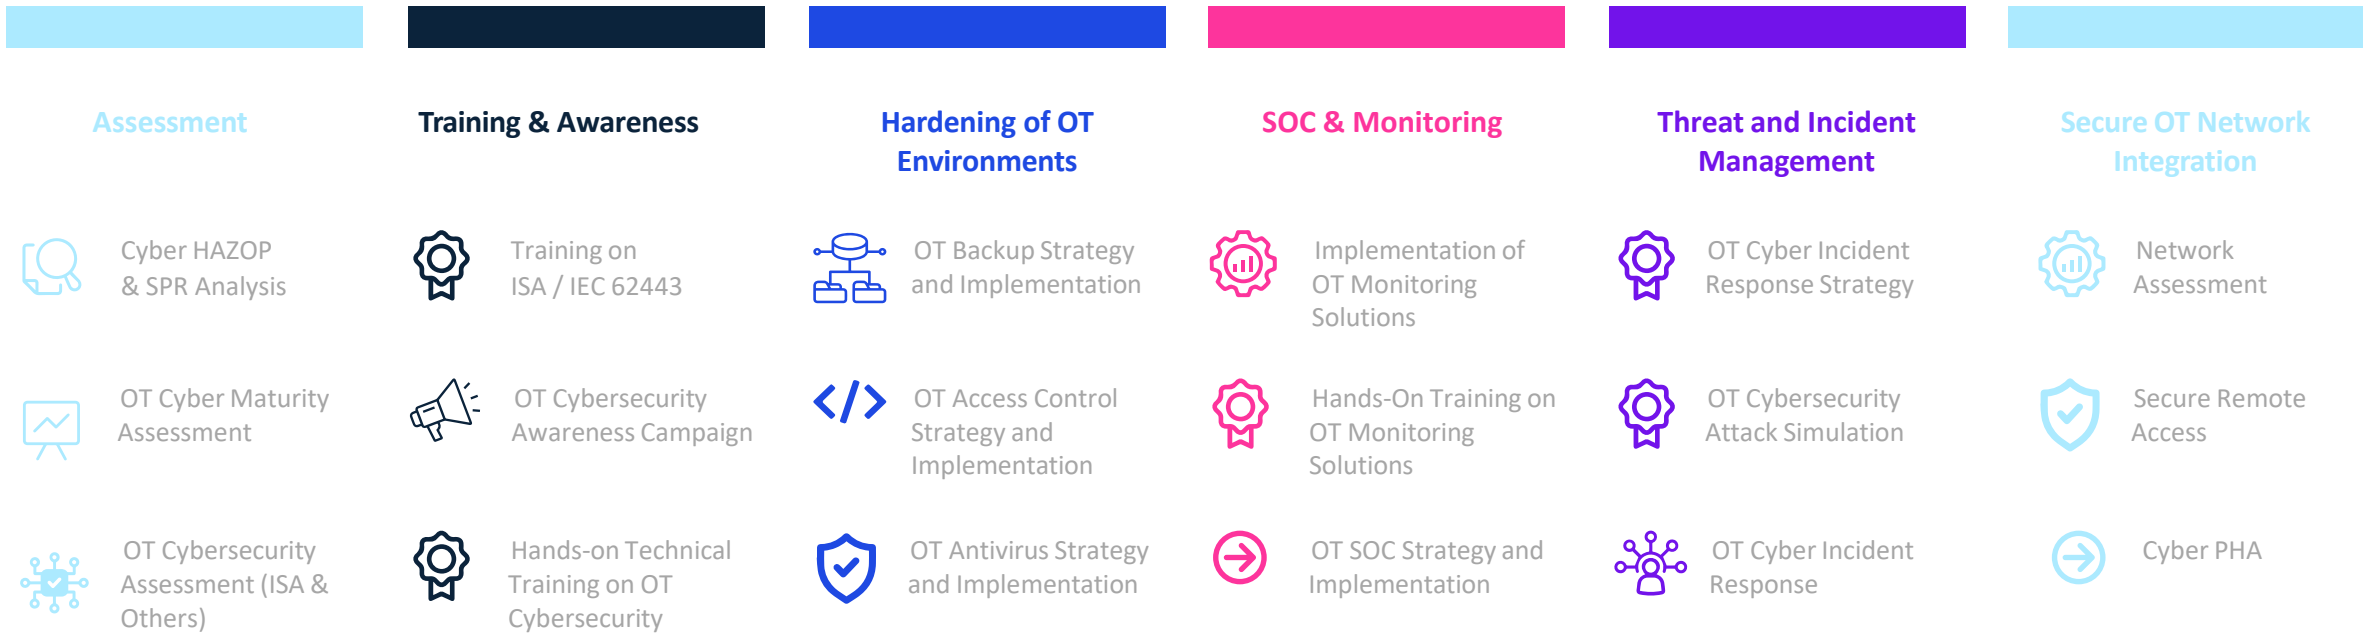 Assessment
Cyber HAZOP
& SPR Analysis
OT Cyber Maturity
Assessment
OT Cybersecurity
Assessment (ISA &
Others)
Training & Awareness
Training on
ISA / IEC 62443
OT Cybersecurity
Awareness Campaign
Hands-on Technical
Training on OT
Cybersecurity
Hardening of OT
Environments
OT Backup Strategy
and Implementation
OT Access Control
Strategy and
Implementation
OT Antivirus Strategy
and Implementation
SOC & Monitoring
Implementation of
OT Monitoring
Solutions
Hands-On Training on
OT Monitoring
Solutions
OT SOC Strategy and
Implementation
Threat and Incident
Management
OT Cyber Incident
Response Strategy
OT Cybersecurity
Attack Simulation
OT Cyber Incident
Response
Secure OT Network
Integration
Network
Assessment
Secure Remote
Access
Cyber PHA